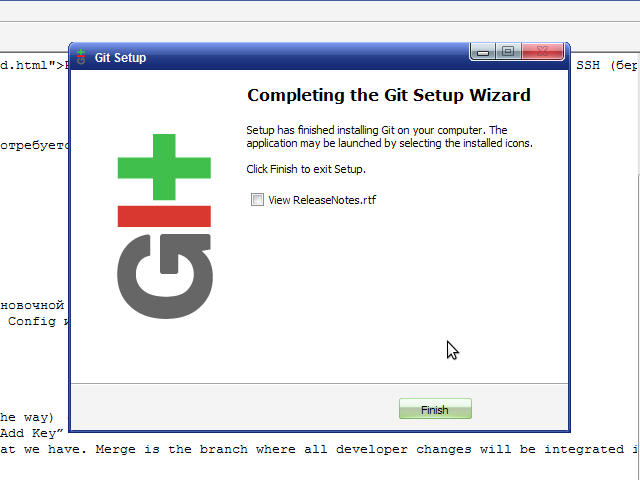 d.html">
SSH (бер
Git Setup
Completing the Git Setup Wizard
Setup has finished installing Git on your computer. The
application may be launched by selecting the installed icons.
отребуетс
Click Finish to exit Setup.
View ReleaseNotes.rtf
GIt
новочной
Config и
Finish
he way)
Add Key”
at we have. Merge is the branch where all developer changes will be integrated i